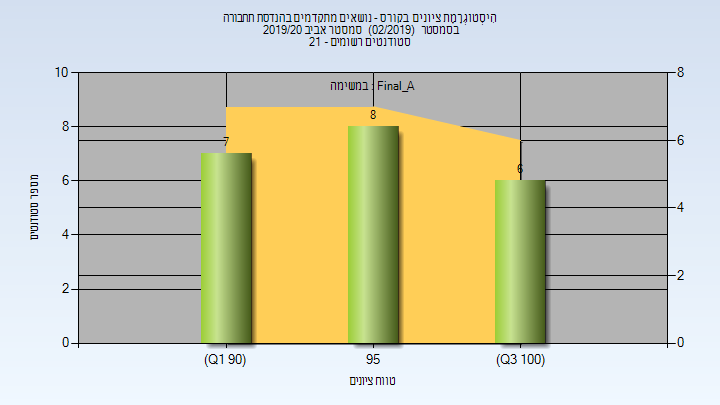 הִיסְטוֹגְרָמַת ציונים בקורס - נושאים מתקדמים בהנדסת תחבורה
בסמסטר (02/2019) סמסטר אביב 2019/20
סטודנטים רשומים - 21
במשימה : Final_A
10
8
6
4
2
0
8
6
4
2
0
7
8
6
מספר סטודנטים
(Q1 90)
95
(Q3 100)
טווח ציונים